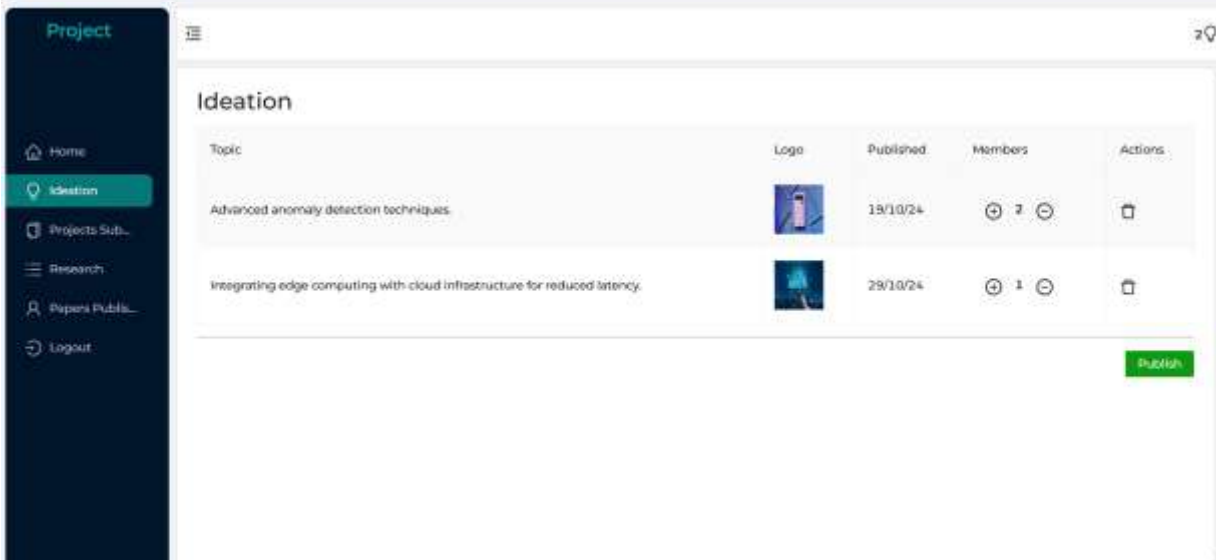 Project
2
Ideation
Home
Ideation
Projects Sub...
Research
Papers Publis...
Logout
Topic Logo Published Members Actions
Advanced anomaly detection techniques. 19/10/24 2
Integrating edge computing with cloud infrastructure for reduced latency. 29/10/24 1
Publish